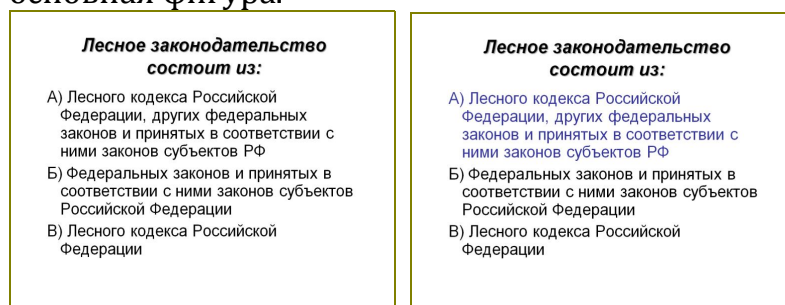 основная фигура.
Лесное законодательство
состоит из:
А) Лесного кодекса Российской
Федерации, других федеральных
законов и принятых в соответствии с
ними законов субъектов РФ
Б) Федеральных законов и принятых в
соответствии с ними законов субъектов
Российской Федерации
В) Лесного кодекса Российской
Федерации
Лесное законодательство
состоит из:
А) Лесного кодекса Российской
Федерации, других федеральных
законов и принятых в соответствии с
ними законов субъектов РФ
Б) Федеральных законов и принятых в
соответствии с ними законов субъектов
Российской Федерации
В) Лесного кодекса Российской
Федерации